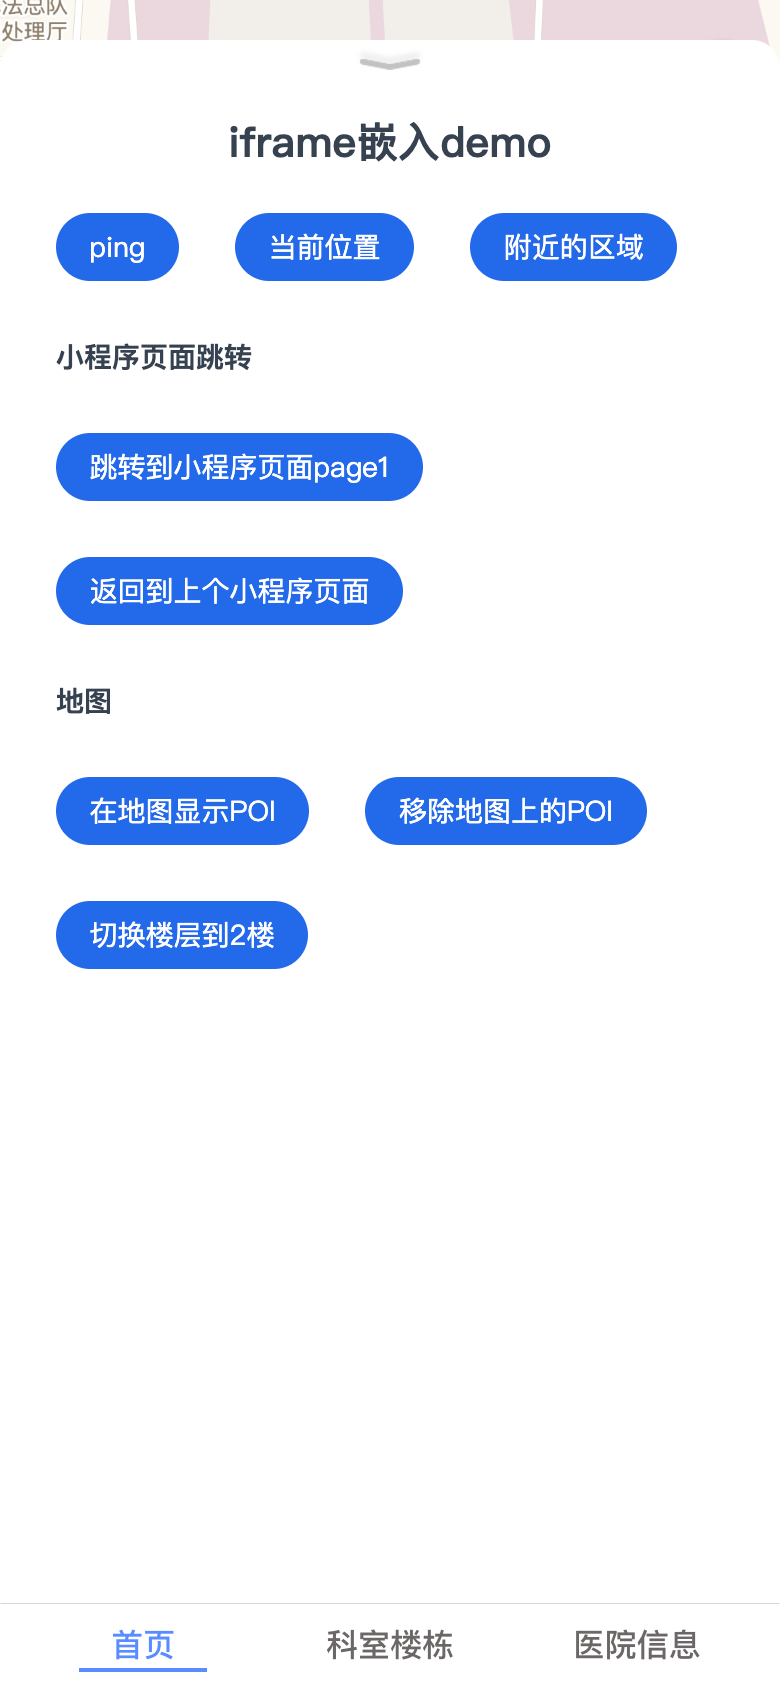 法总队
处理厅
iframe嵌入demo
ping
当前位置
附近的区域
小程序页面跳转
跳转到小程序页面page1
返回到上个小程序页面
地图
在地图显示POI
移除地图上的POI
切换楼层到2楼
首页
科室楼栋
医院信息